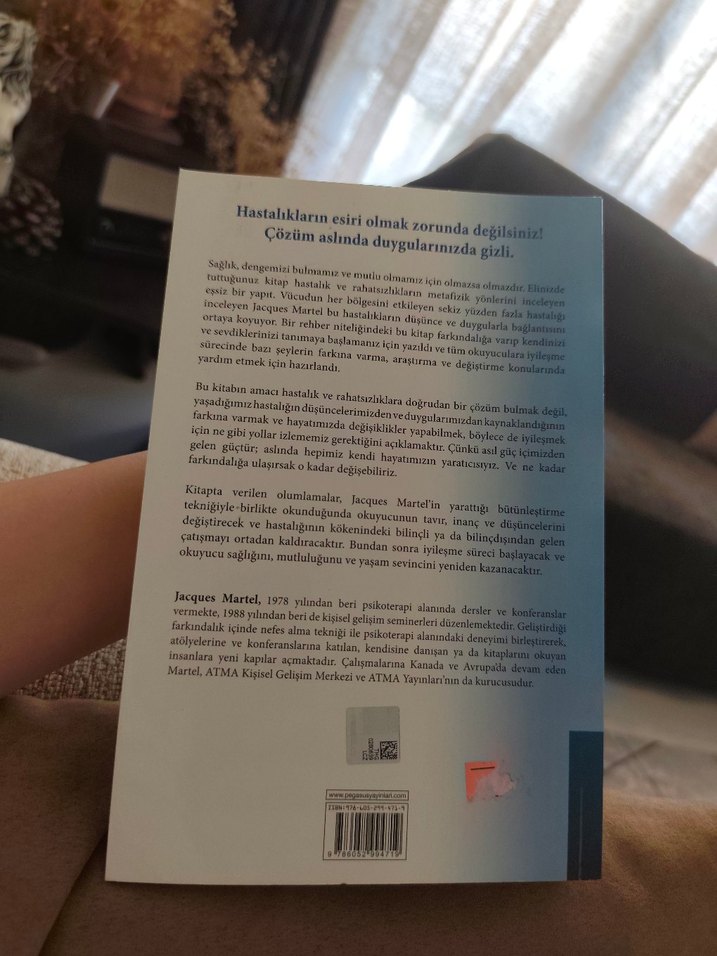 Hastalıkların esiri olmak zorunda değilsiniz!
Çözüm aslında duygularınızda gizli.
Sağlık, dengemizi bulmamız ve mutlu olmamız için olmazsa olmazdır. Elinizde
tuttuğunuz kitap hastalık ve rahatsızlıkların metafizik yönlerini inceleyen
eşsiz bir yapıt. Vücudun her bölgesini etkileyen sekiz yüzden fazla hastalığı
inceleyen Jacques Martel bu hastalıkların düşünce ve duygularla bağlantısını
ortaya koyuyor. Bir rehber niteliğindeki bu kitap farkındalığa varıp kendinizi
ve sevdiklerinizi tanımaya başlamanız için yazıldı ve tüm okuyuculara iyileşme
sürecinde bazı şeylerin farkına varma, araştırma ve değiştirme konularında
yardım etmek için hazırlandı.
Bu kitabın amacı hastalık ve rahatsızlıklara doğrudan bir çözüm bulmak değil,
yaşadığımız hastalığın düşüncelerimizden ve duygularımızdan kaynaklandığının
farkına varmak ve hayatımızda değişiklikler yapabilmek, böylece de iyileşmek
için ne gibi yollar izlememiz gerektiğini açıklamaktır. Çünkü asıl güç içimizden
gelen güçtür; aslında hepimiz kendi hayatımızın yaratıcısıyız. Ve ne kadar
farkındalığa ulaşırsak o kadar değişebiliriz.
Kitapta verilen olumlamalar, Jacques Martel'in yarattığı bütünleştirme
tekniğiyle birlikte okunduğunda okuyucunun tavır, inanç ve düşüncelerini
değiştirecek ve hastalığının kökenindeki bilinçli ya da bilinçdışından gelen
çatışmayı ortadan kaldıracaktır. Bundan sonra iyileşme süreci başlayacak ve
okuyucu sağlığını, mutluluğunu ve yaşam sevincini yeniden kazanacaktır.
Jacques Martel, 1978 yılından beri psikoterapi alanında dersler ve konferanslar
vermekte, 1988 yılından beri de kişisel gelişim seminerleri düzenlemektedir. Geliştirdiği
farkındalık içinde nefes alma tekniği ile psikoterapi alanındaki deneyimi birleştirerek,
atölyelerine ve konferanslarına katılan, kendisine danışan ya da kitaplarını okuyan
insanlara yeni kapılar açmaktadır. Çalışmalarına Kanada ve Avrupa'da devam eden
Martel, ATMA Kişisel Gelişim Merkezi ve ATMA Yayınları'nın da kurucusudur.
www.pegasusyayinlari.com
ISBN:978-605-299-471-9
9 786052 994719